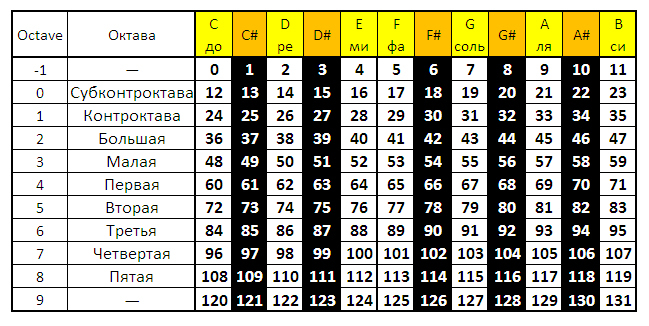 Octave Октава C до C# D ре D# E ми F фа F# G соль G# A ля A# B си
-1 — 0 1 2 3 4 5 6 7 8 9 10 11
0 Субконтроктава 12 13 14 15 16 17 18 19 20 21 22 23
1 Контроктава 24 25 26 27 28 29 30 31 32 33 34 35
2 Большая 36 37 38 39 40 41 42 43 44 45 46 47
3 Малая 48 49 50 51 52 53 54 55 56 57 58 59
4 Первая 60 61 62 63 64 65 66 67 68 69 70 71
5 Вторая 72 73 74 75 76 77 78 79 80 81 82 83
6 Третья 84 85 86 87 88 89 90 91 92 93 94 95
7 Четвертая 96 97 98 99 100 101 102 103 104 105 106 107
8 Пятая 108 109 110 111 112 113 114 115 116 117 118 119
9 — 120 121 122 123 124 125 126 127 128 129 130 131